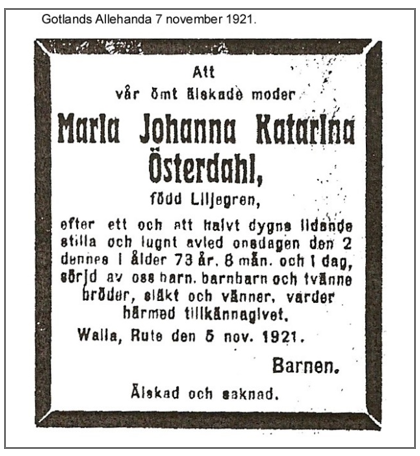 Gotlands Allehanda 7 november 1921.
Att
vår ömt älskade moder
Maria Johanna Katarina
Österdahl,
född Liljegren,
efter ett och ett halvt dygns lidande
stilla och lugnt avled onsdagen den 2
dennes i ålder 73 år, 8 mån. och 1 dag,
sörjd av oss barn, barnbarn och tvänne
bröder, släkt och vänner, varder
härmed tillkännagivet.
Walla, Rute den 5 nov. 1921.
Barnen.
Älskad och saknad.